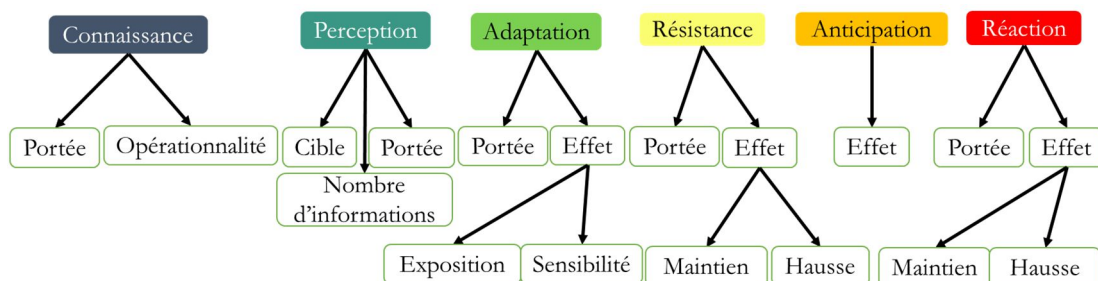 Connaissance
Perception
Adaptation
Résistance
Anticipation
Réaction
Portée
Opérationnalité
Cible
Portée
Portée
Effet
Portée
Effet
Effet
Portée
Effet
Nombre
d'informations
Exposition
Sensibilité
Maintien
Hausse
Maintien
Hausse